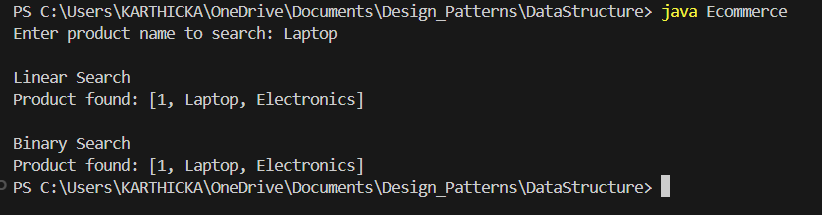 PS C:\Users\KARTHICKA\OneDrive\Documents\Design_Patterns\DataStructure> java Ecommerce
Enter product name to search: Laptop
Linear Search
Product found: [1, Laptop, Electronics]
Binary Search
Product found: [1, Laptop, Electronics]
PS C:\Users\KARTHICKA\OneDrive\Documents\Design_Patterns\DataStructure>